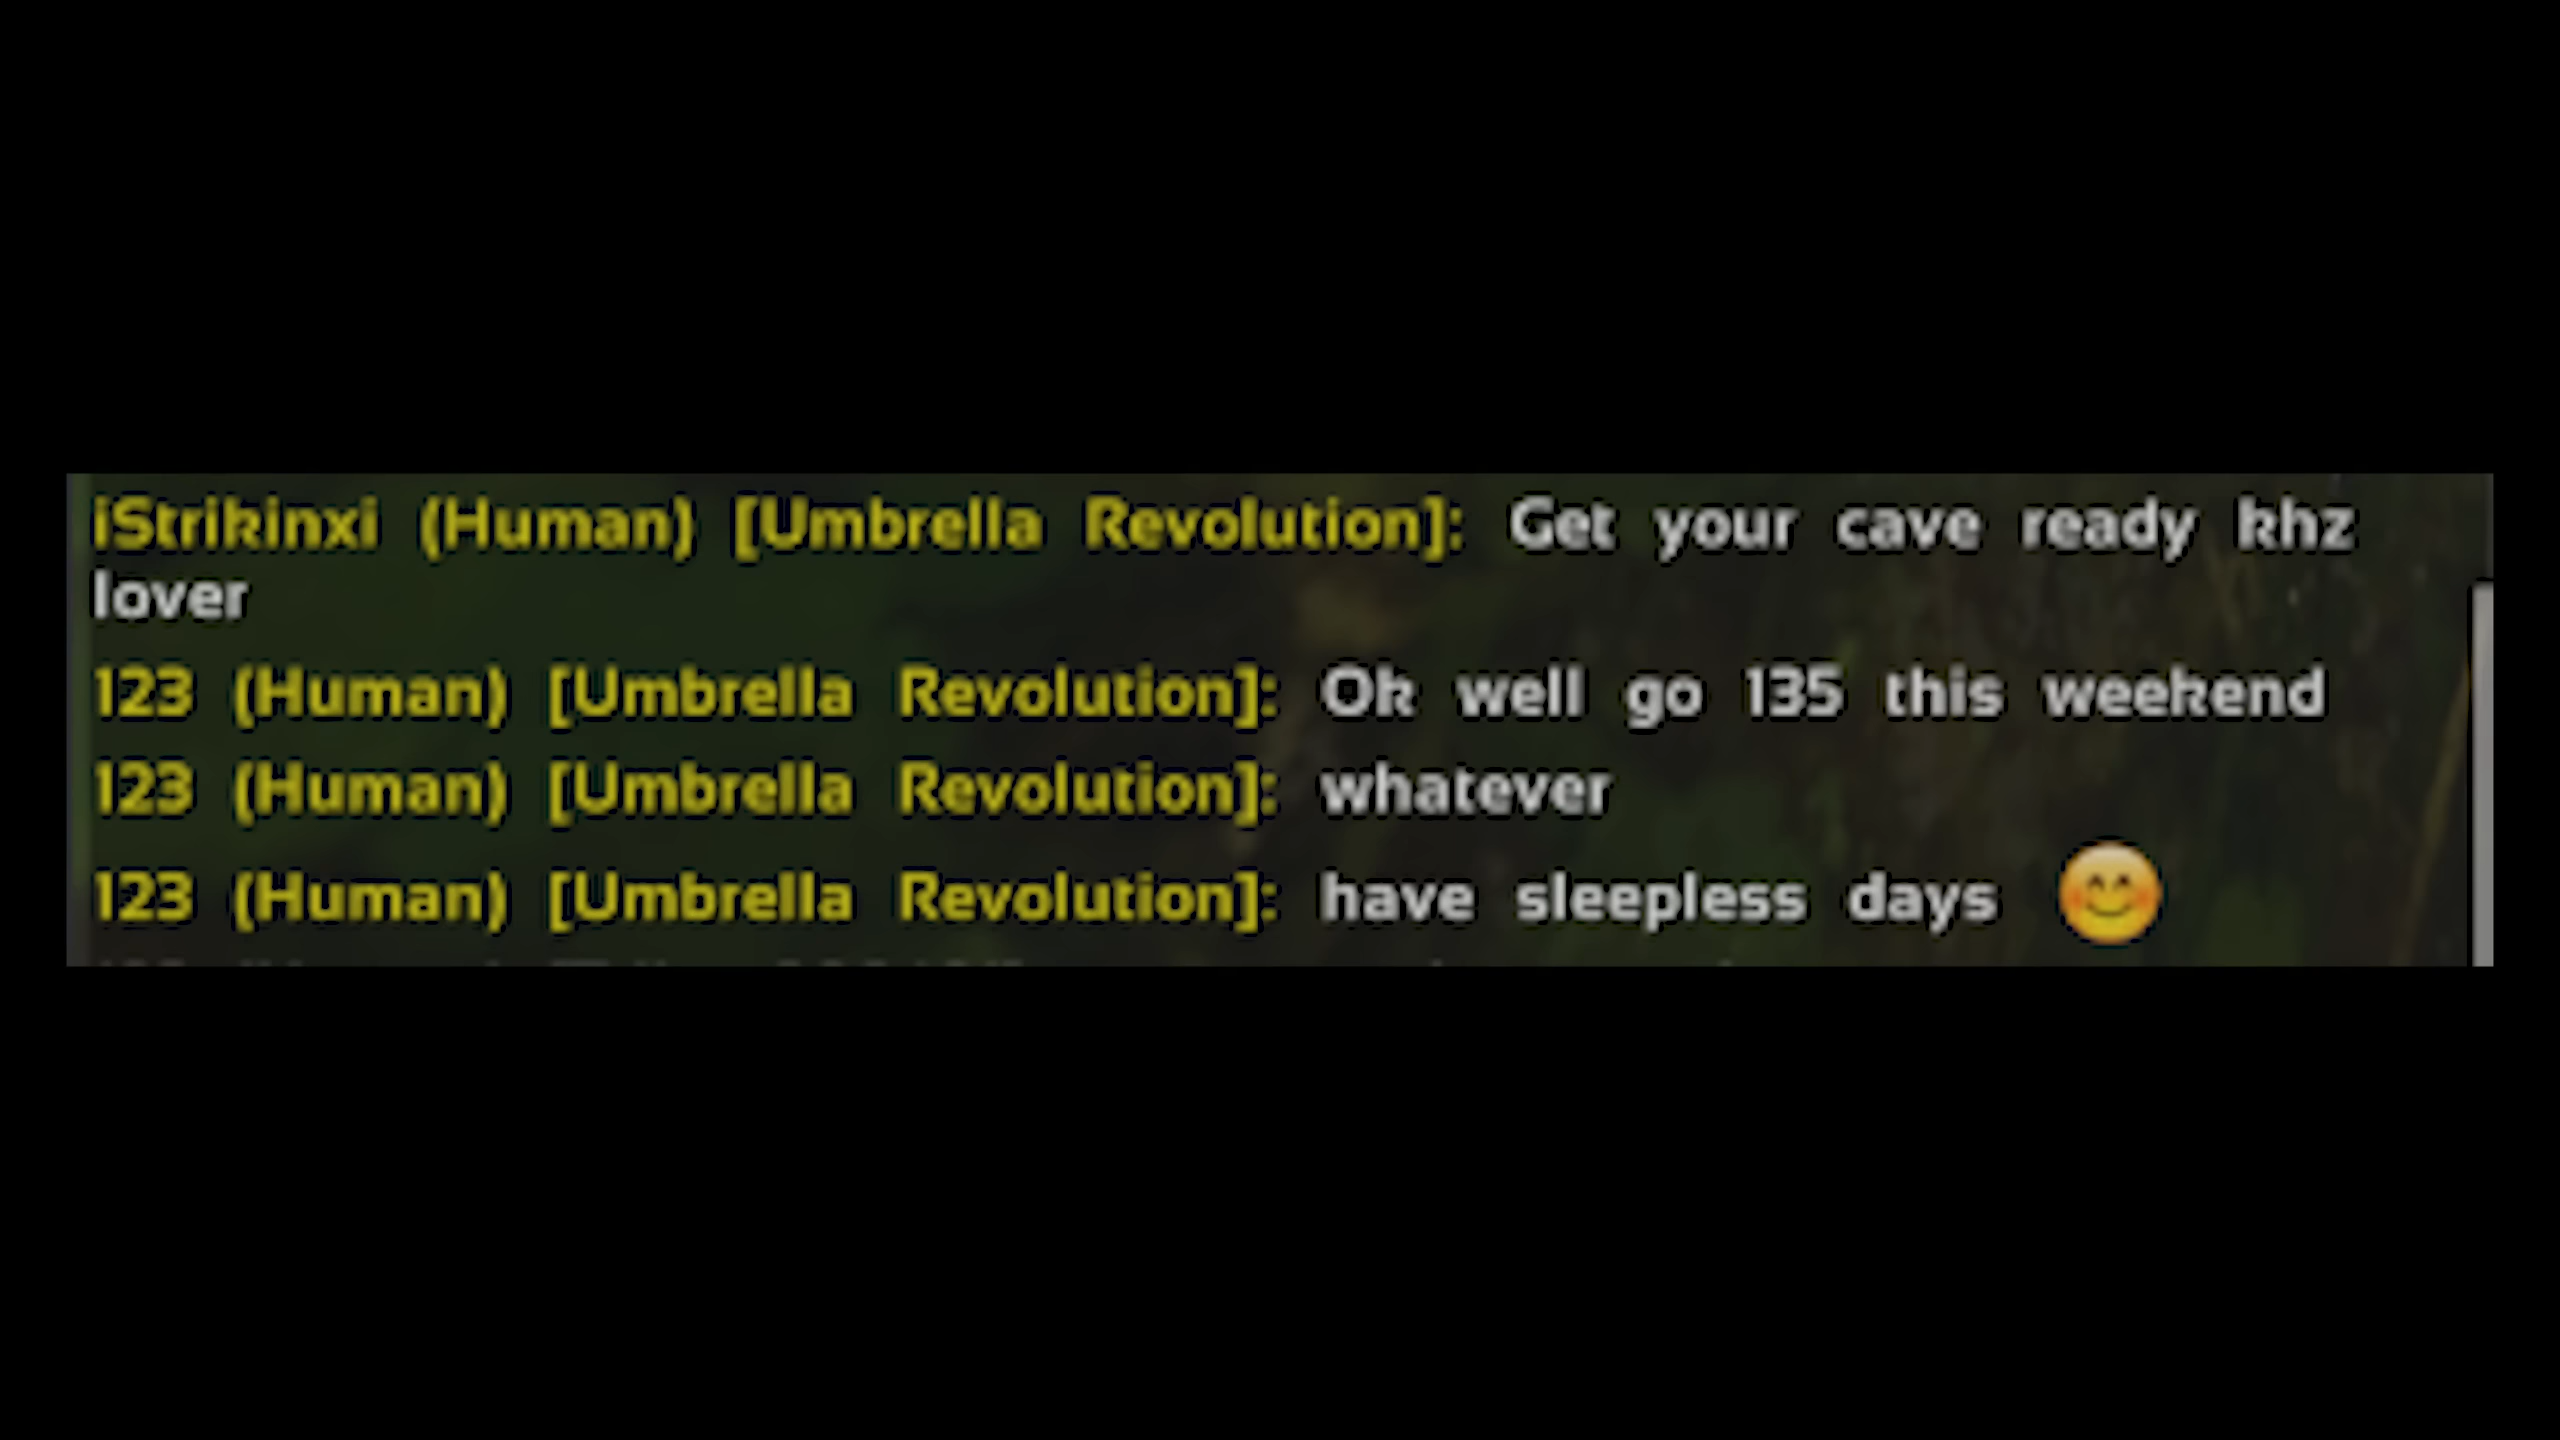 iStrikinxi (Human) [Umbrella Revolution]: Get your cave ready khz
lover
123 (Human) [Umbrella Revolution]: Ok well go 135 this weekend
123 (Human) [Umbrella Revolution]: whatever
123 (Human) [Umbrella Revolution]: have sleepless days 😊